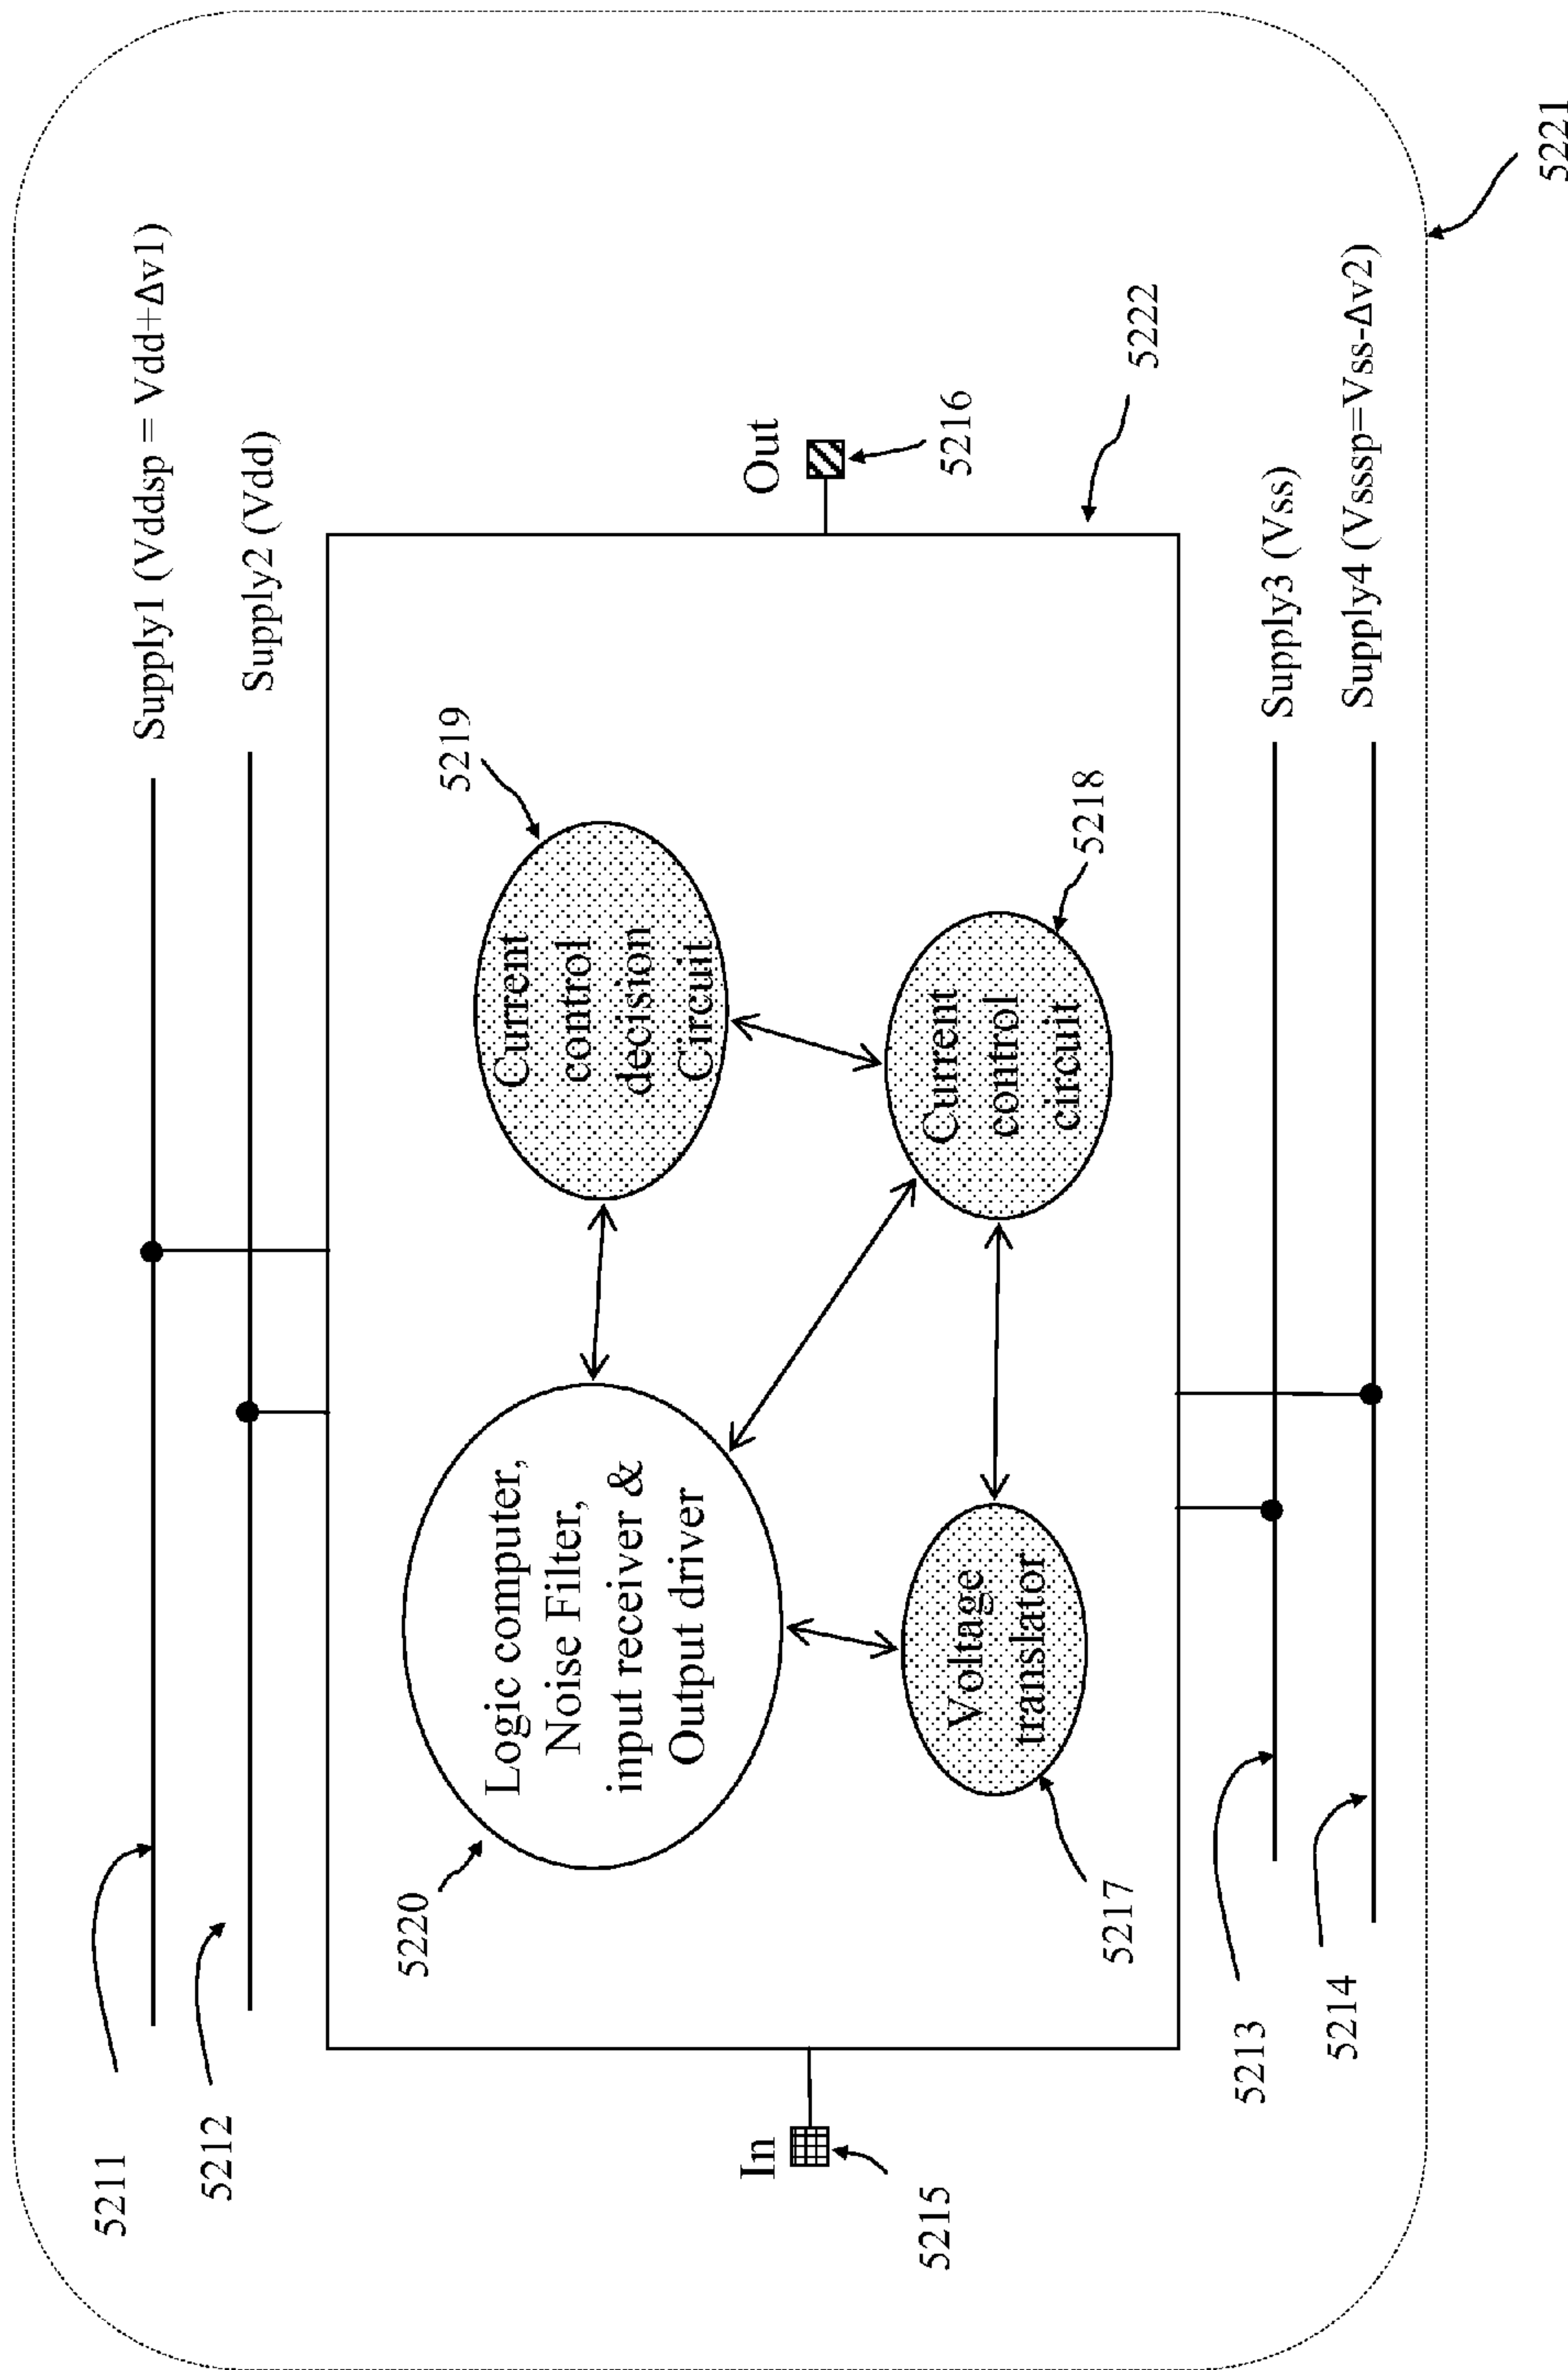 5211
Supply1 (Vddsp = Vdd+Δv1)
5212
Supply2 (Vdd)
5220
Logic computer,
Noise Filter,
input receiver &
Output driver
5219
Current
control
decision
Circuit
In
5215
Out
5216
Voltage
translator
5217
Current
control
circuit
5218
5222
5213
Supply3 (Vss)
5214
Supply4 (Vsssp=Vss-Δv2)
5221